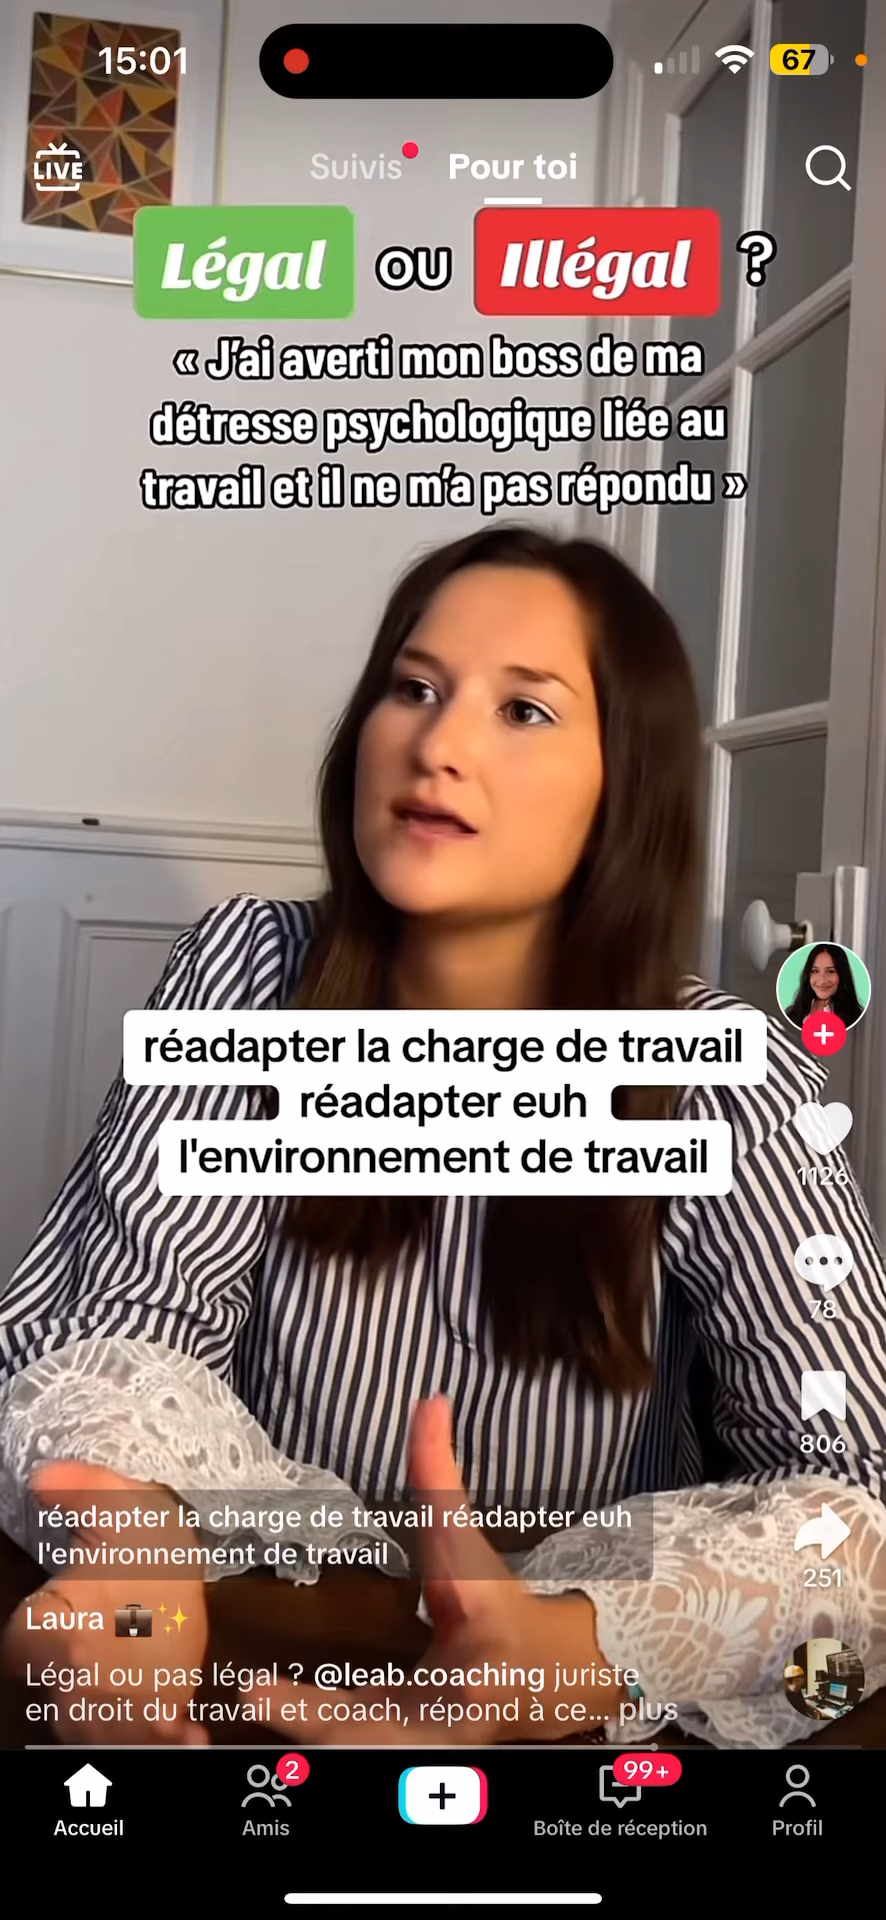 15:01
67
LIVE
Suivis
Pour toi
Légal OU Illégal ?
« J'ai averti mon boss de ma
détresse psychologique liée au
travail et il ne m'a pas répondu »
réadapter la charge de travail
réadapter euh
l'environnement de travail
1126
78
806
251
réadapter la charge de travail réadapter euh
l'environnement de travail
Laura
Légal ou pas légal ? @leab.coaching juriste
en droit du travail et coach, répond à ce... plus
2
99+
Accueil
Amis
Boîte de réception
Profil